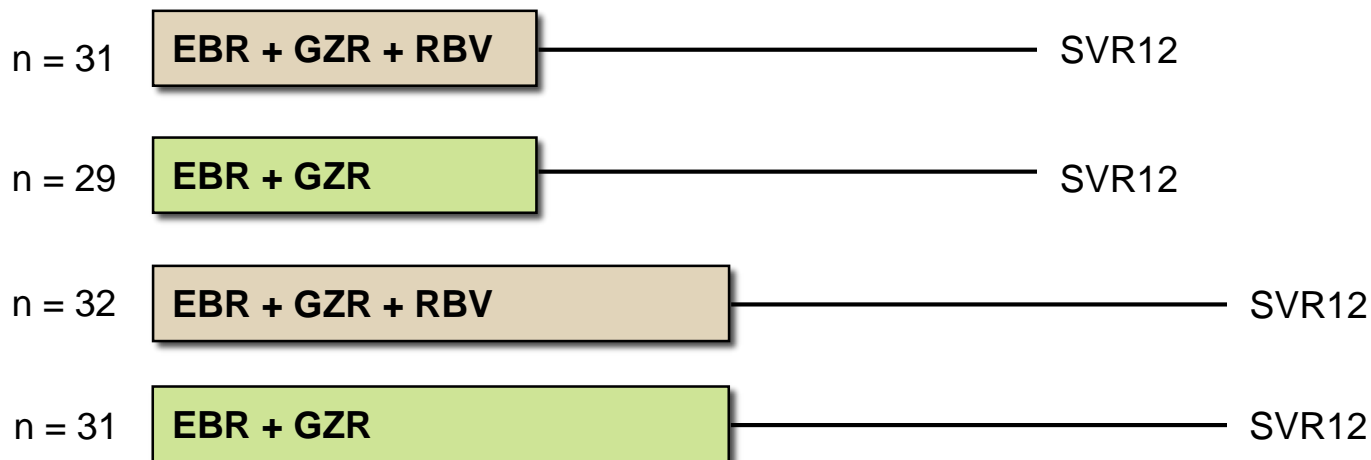 n = 31 EBR + GZR + RBV SVR12
n = 29 EBR + GZR SVR12
n = 32 EBR + GZR + RBV SVR12
n = 31 EBR + GZR SVR12